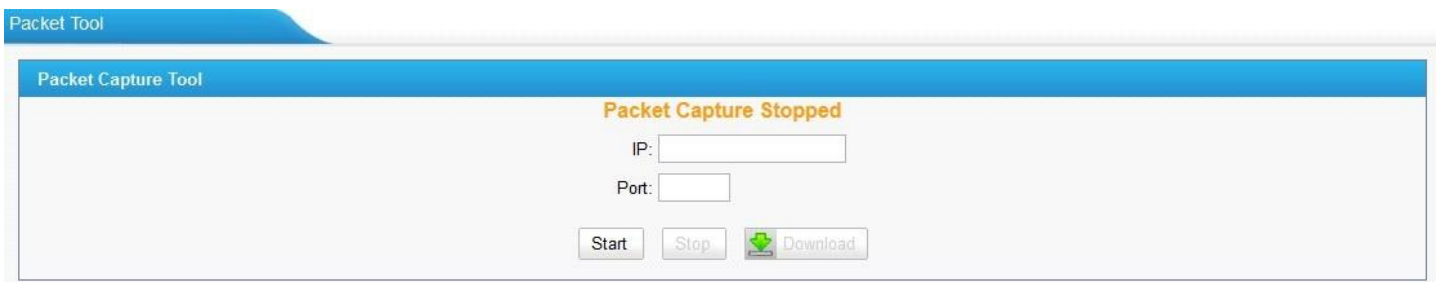 Packet Tool
Packet Capture Tool
Packet Capture Stopped
IP:
Port:
Start Stop Download